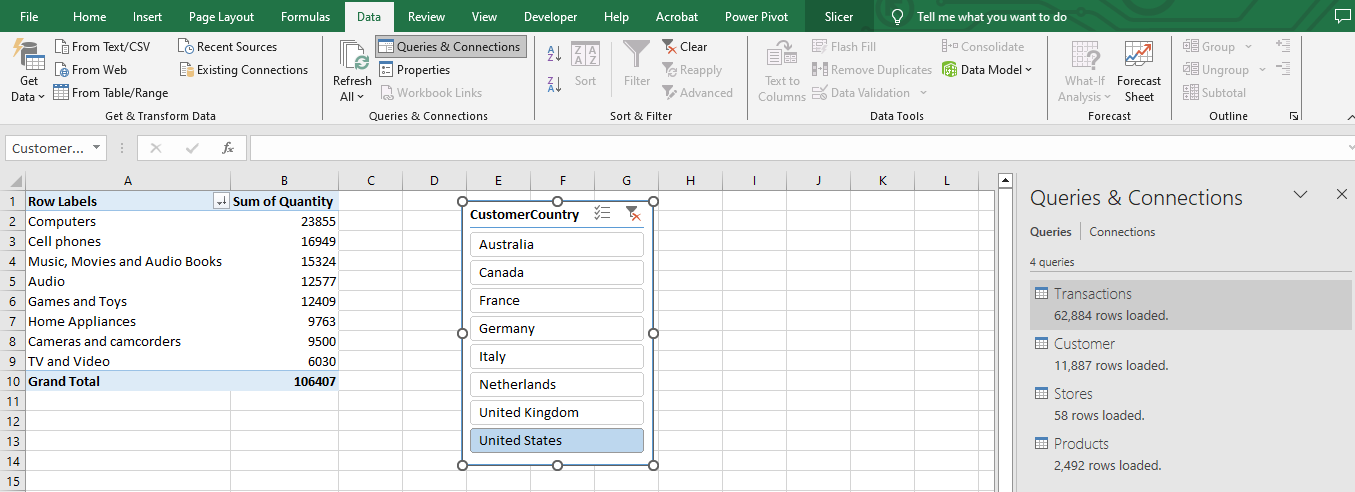 File Home Insert Page Layout Formulas Data Review View Developer Help Acrobat Power Pivot Slicer Tell me what you want to do
Get Data
From Text/CSV
From Web
From Table/Range
Recent Sources
Existing Connections
Get & Transform Data
Refresh All
Queries & Connections
Properties
Workbook Links
Queries & Connections
Sort
Filter
Clear
Reapply
Advanced
Sort & Filter
Text to Columns
Flash Fill
Remove Duplicates
Data Validation
Consolidate
Data Model
Data Tools
What-If Analysis
Forecast Sheet
Forecast
Group
Ungroup
Subtotal
Outline
Customer... fx
A B C D E F G H I J K L
1 Row Labels Sum of Quantity
2 Computers 23855
3 Cell phones 16949
4 Music, Movies and Audio Books 15324
5 Audio 12577
6 Games and Toys 12409
7 Home Appliances 9763
8 Cameras and camcorders 9500
9 TV and Video 6030
10 Grand Total 106407
11
12
13
14
15
CustomerCountry
Australia
Canada
France
Germany
Italy
Netherlands
United Kingdom
United States
Queries & Connections
Queries Connections
4 queries
Transactions
62,884 rows loaded.
Customer
11,887 rows loaded.
Stores
58 rows loaded.
Products
2,492 rows loaded.